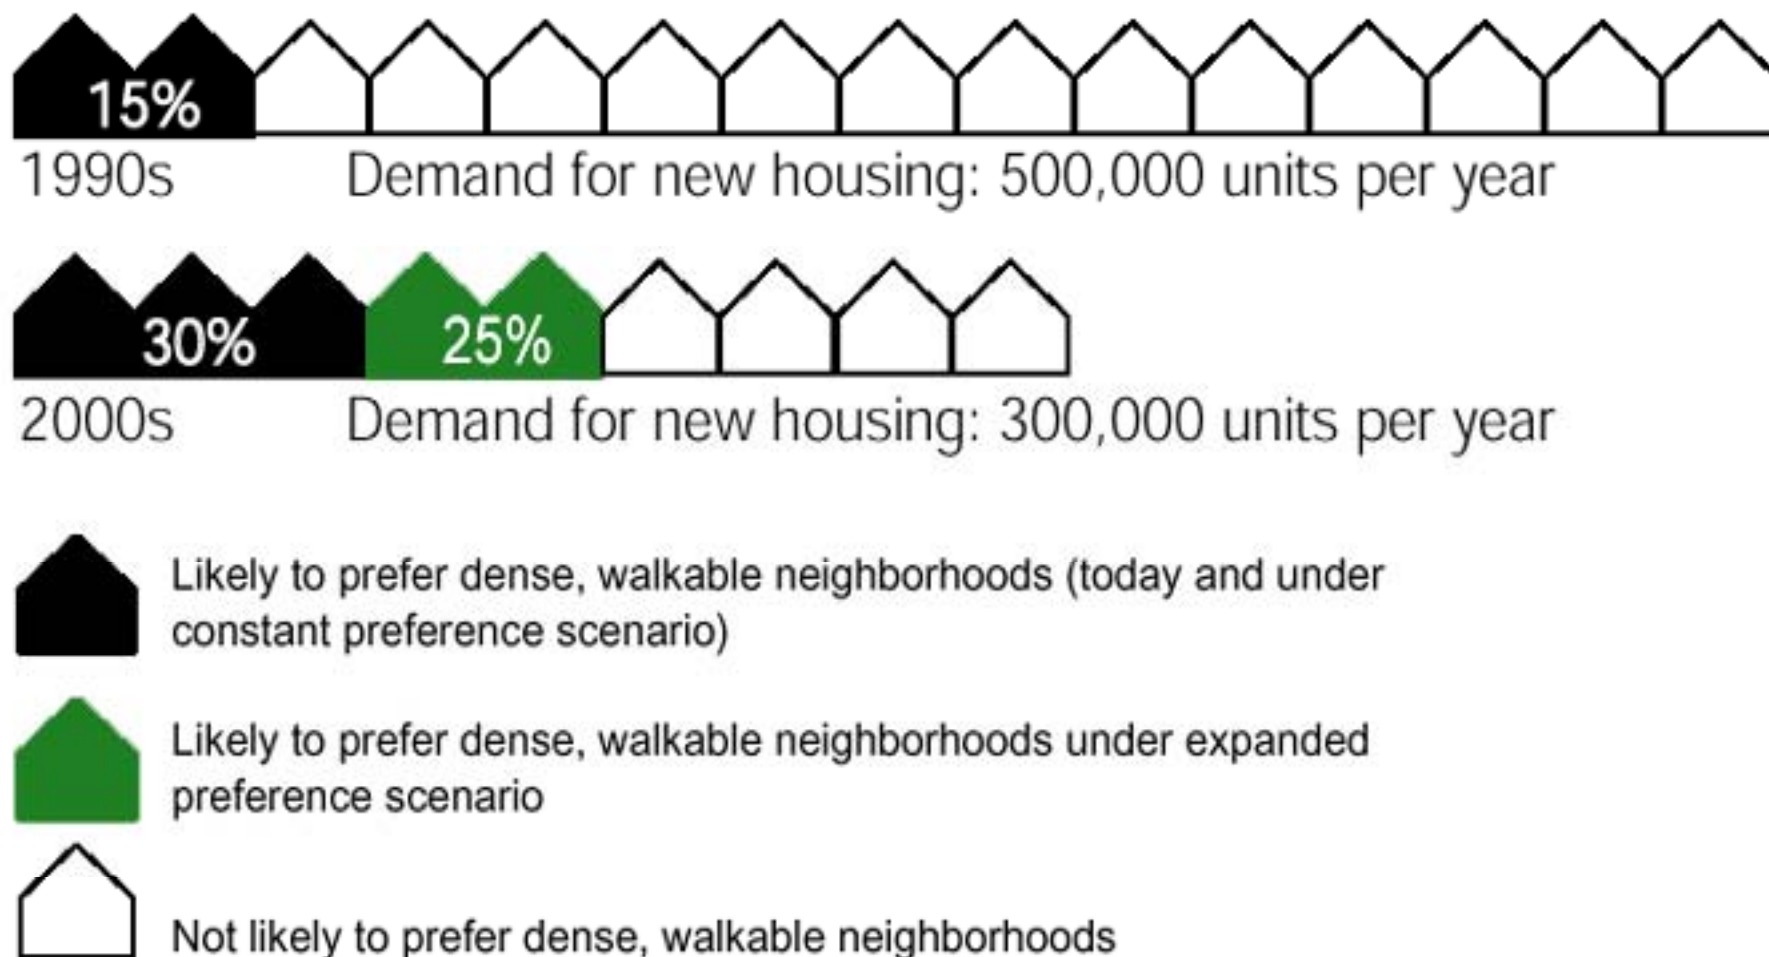 15%
1990s Demand for new housing: 500,000 units per year
30% 25%
2000s Demand for new housing: 300,000 units per year
Likely to prefer dense, walkable neighborhoods (today and under
constant preference scenario)
Likely to prefer dense, walkable neighborhoods under expanded
preference scenario
Not likely to prefer dense, walkable neighborhoods